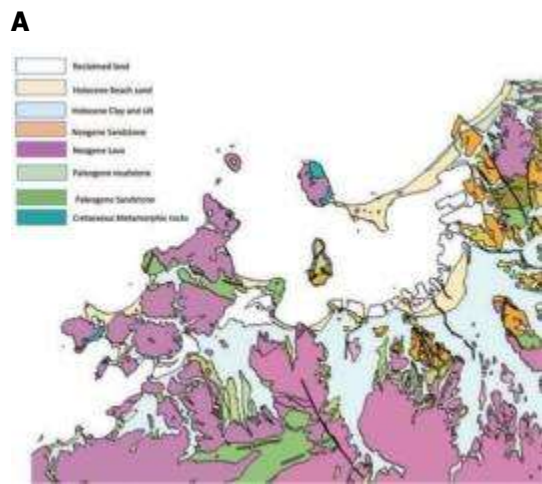 A
Reclaimed land
Holocene Beach sand
Holocene Clay and silt
Neogene Sandstone
Neogene Lava
Paleogene mudstone
Paleogene Sandstone
Cretaceous Metamorphic rocks